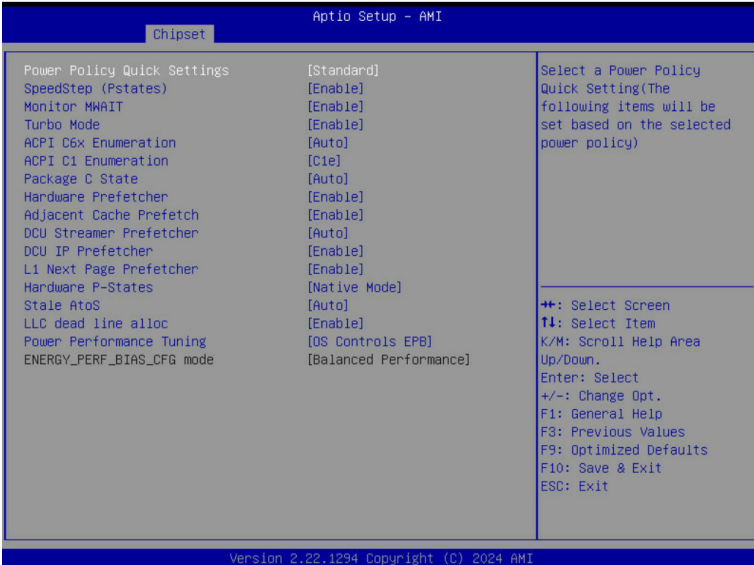 Aptio Setup – AMI
Chipset
Power Policy Quick Settings [Standard]
SpeedStep (Pstates) [Enable]
Monitor MWAIT [Enable]
Turbo Mode [Enable]
ACPI C6x Enumeration [Auto]
ACPI C1 Enumeration [C1e]
Package C State [Auto]
Hardware Prefetcher [Enable]
Adjacent Cache Prefetch [Enable]
DCU Streamer Prefetcher [Auto]
DCU IP Prefetcher [Enable]
L1 Next Page Prefetcher [Enable]
Hardware P-States [Native Mode]
Stale AtoS [Auto]
LLC dead line alloc [Enable]
Power Performance Tuning [OS Controls EPB]
ENERGY_PERF_BIAS_CFG mode [Balanced Performance]
Select a Power Policy
Quick Setting(The
following items will be
set based on the selected
power policy)
→←: Select Screen
↑↓: Select Item
K/M: Scroll Help Area
Up/Down.
Enter: Select
+/-: Change Opt.
F1: General Help
F3: Previous Values
F9: Optimized Defaults
F10: Save & Exit
ESC: Exit
Version 2.22.1294 Copyright (C) 2024 AMI